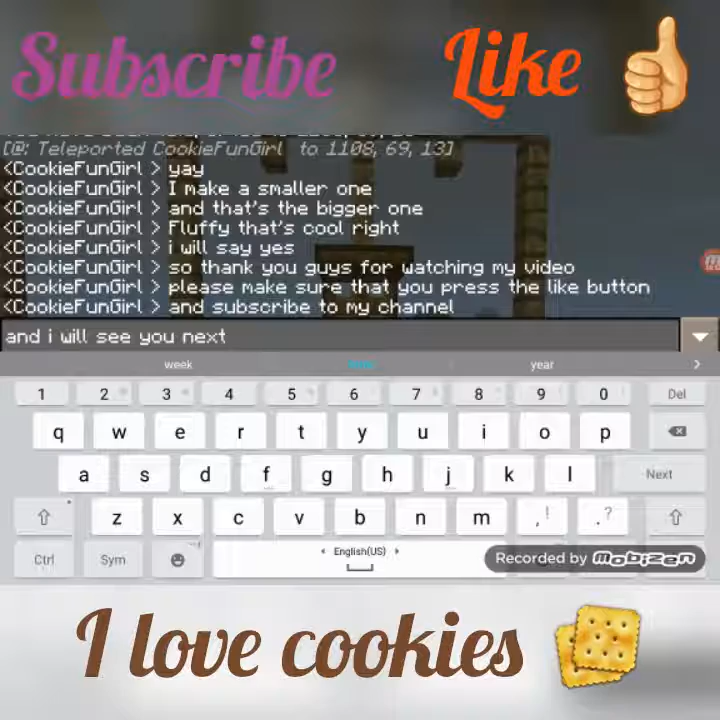 Subscribe
Like
[@: Teleported CookieFunGirl to 1108, 69, 13]
<CookieFunGirl > yay
<CookieFunGirl > I make a smaller one
<CookieFunGirl > and that's the bigger one
<CookieFunGirl > Fluffy that's cool right
<CookieFunGirl > i will say yes
<CookieFunGirl > so thank you guys for watching my video
<CookieFunGirl > please make sure that you press the like button
<CookieFunGirl > and subscribe to my channel
and i will see you next
week year
1 2 3 4 5 6 7 8 9 0 Del
q w e r t y u i o p
a s d f g h j k l Next
z x c v b n m ,! .?
Ctrl Sym English(US)
Recorded by mobizen
I love cookies